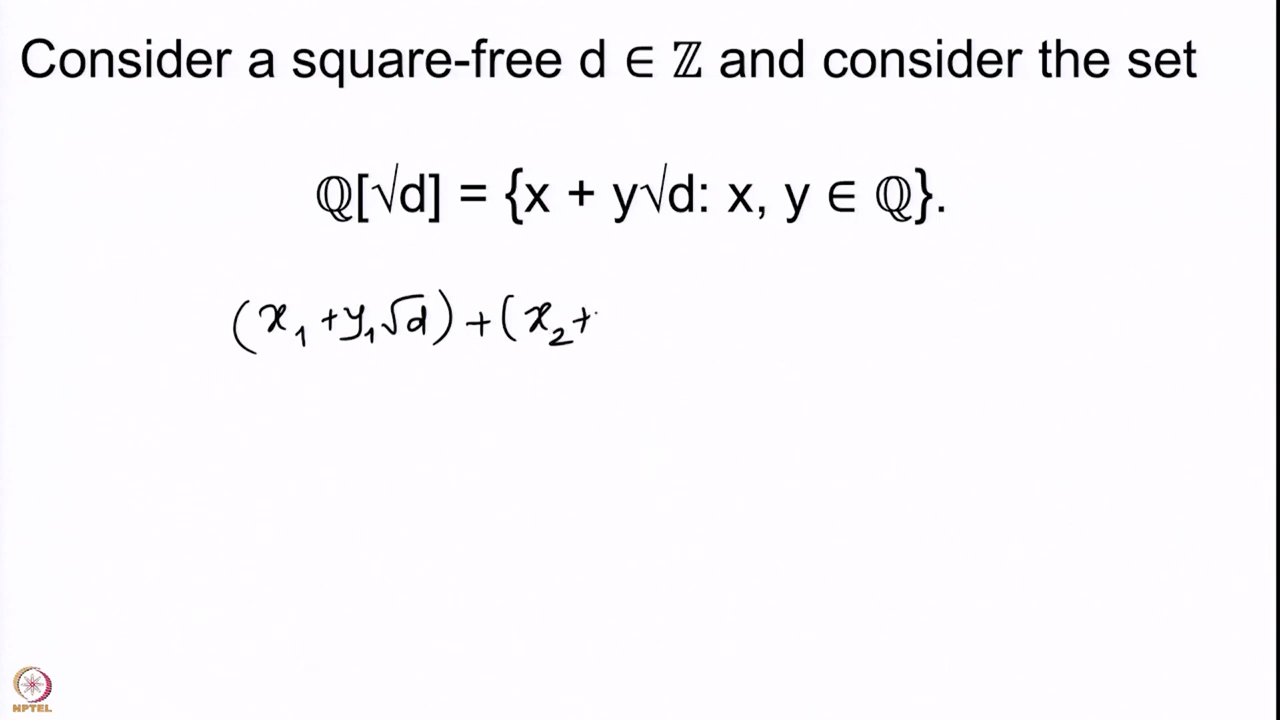 Consider a square-free d ∈ ℤ and consider the set
ℚ[√d] = {x + y√d: x, y ∈ ℚ}.
(x₁ + y₁√d) + (x₂ +
NPTEL